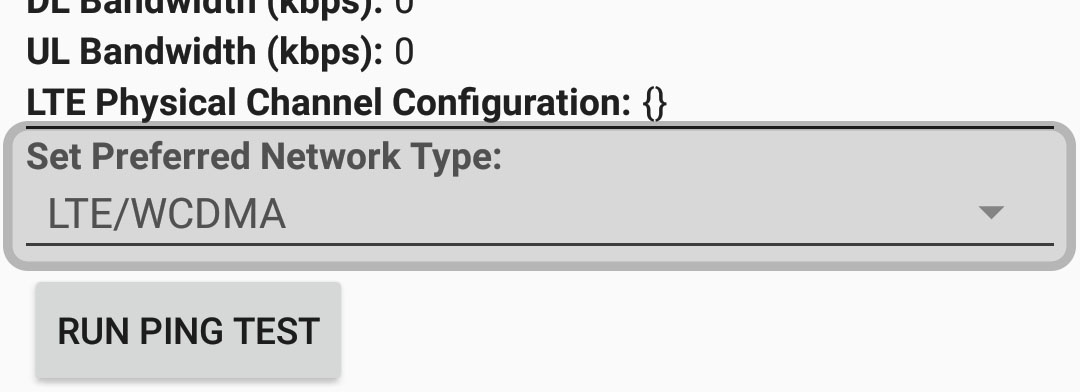 DL Bandwidth (kbps): 0
UL Bandwidth (kbps): 0
LTE Physical Channel Configuration: {}
Set Preferred Network Type:
LTE/WCDMA
RUN PING TEST